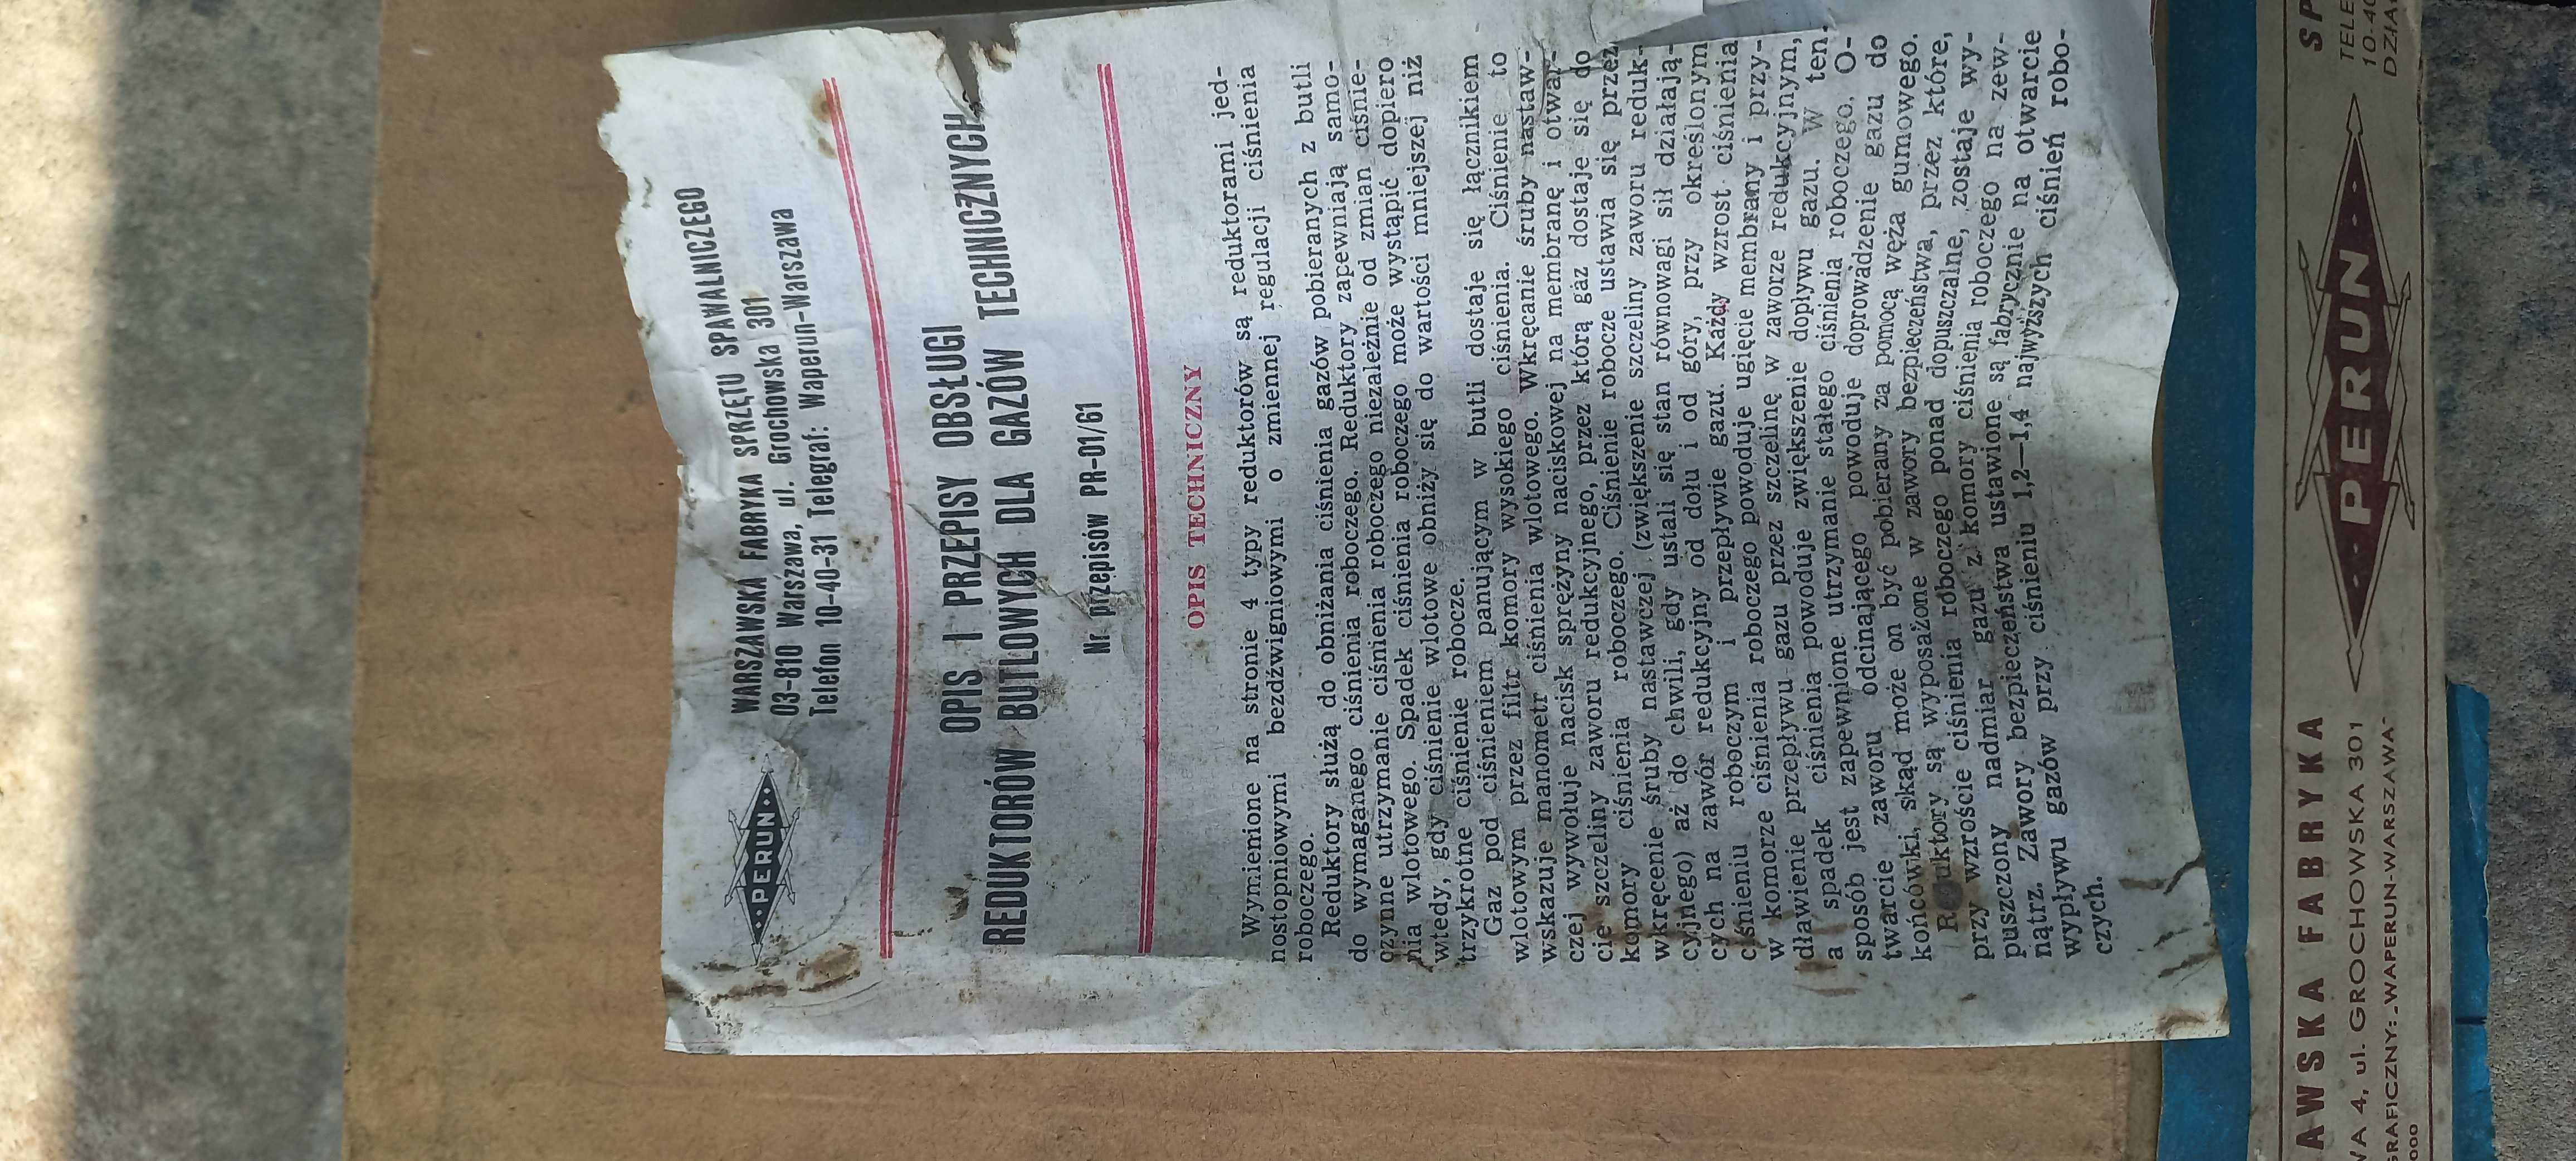 PERUN
WARSZAWSKA FABRYKA SPRZĘTU SPAWALNICZEGO
03-810 Warszawa, ul. Grochowska 301
Telefon 10-40-31 Telegraf: Waperun-Warszawa
OPIS I PRZEPISY OBSŁUGI
REDUKTORÓW BUTLOWYCH DLA GAZÓW TECHNICZNYCH
Nr przepisów PR-01/61
OPIS TECHNICZNY
Wymienione na stronie 4 typy reduktorów są reduktorami jed-
nostopniowymi bezdźwigniowymi o zmiennej regulacji ciśnienia
roboczego.
Reduktory służą do obniżania ciśnienia gazów pobieranych z butli
do wymaganego ciśnienia roboczego. Reduktory zapewniają samo-
czynne utrzymanie ciśnienia roboczego niezależnie od zmian ciśnie-
nia wlotowego. Spadek ciśnienia roboczego może wystąpić dopiero
wtedy, gdy ciśnienie wlotowe obniży się do wartości mniejszej niż
trzykrotne ciśnienie robocze.
Gaz pod ciśnieniem panującym w butli dostaje się łącznikiem
wlotowym przez filtr komory wysokiego ciśnienia. Ciśnienie to
wskazuje manometr ciśnienia wlotowego. Wkręcanie śruby nastaw-
czej wywołuje nacisk sprężyny naciskowej na membranę i otwar-
cie szczeliny zaworu redukcyjnego, przez którą gaz dostaje się do
komory ciśnienia roboczego. Ciśnienie robocze ustawia się przez
wkręcenie śruby nastawczej (zwiększenie szczeliny zaworu reduk-
cyjnego) aż do chwili, gdy ustali się stan równowagi sił działają-
cych na zawór redukcyjny od dołu i od góry, przy określonym
ciśnieniu roboczym i przepływie gazu. Każdy wzrost ciśnienia
w komorze ciśnienia roboczego powoduje ugięcie membrany i przy-
dławienie przepływu gazu przez szczelinę w zaworze redukcyjnym,
a spadek ciśnienia powoduje zwiększenie dopływu gazu. W ten
sposób jest zapewnione utrzymanie stałego ciśnienia roboczego. O-
twarcie zaworu odcinającego powoduje doprowadzenie gazu do
końcówki, skąd może on być pobierany za pomocą węża gumowego.
R uktory są wyposażone w zawory bezpieczeństwa, przez które,
przy wzroście ciśnienia roboczego ponad dopuszczalne, zostaje wy-
puszczony nadmiar gazu z komory ciśnienia roboczego na zew-
nątrz. Zawory bezpieczeństwa ustawione są fabrycznie na otwarcie
wypływu gazów przy ciśnieniu 1,2—1,4 najwyższych ciśnień robo-
czych.
AWSKA FABRYKA PERUN SP
WA 4, ul. GROCHOWSKA 301 TELE
GRAFICZNY: „WAPERUN-WARSZAWA" 10-40
000 DZIA